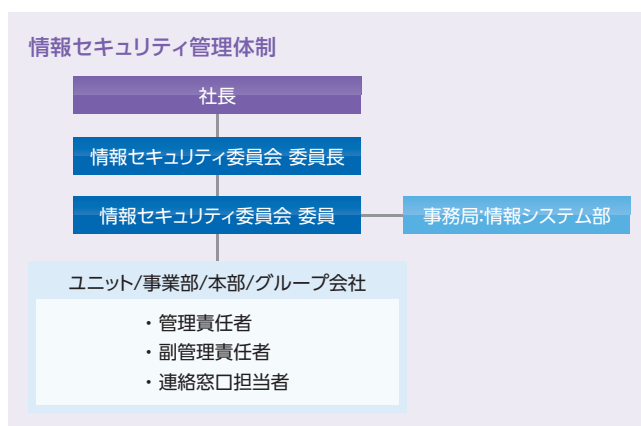 情報セキュリティ管理体制
社長
情報セキュリティ委員会 委員長
情報セキュリティ委員会 委員
事務局:情報システム部
ユニット/事業部/本部/グループ会社
・管理責任者
・副管理責任者
・連絡窓口担当者